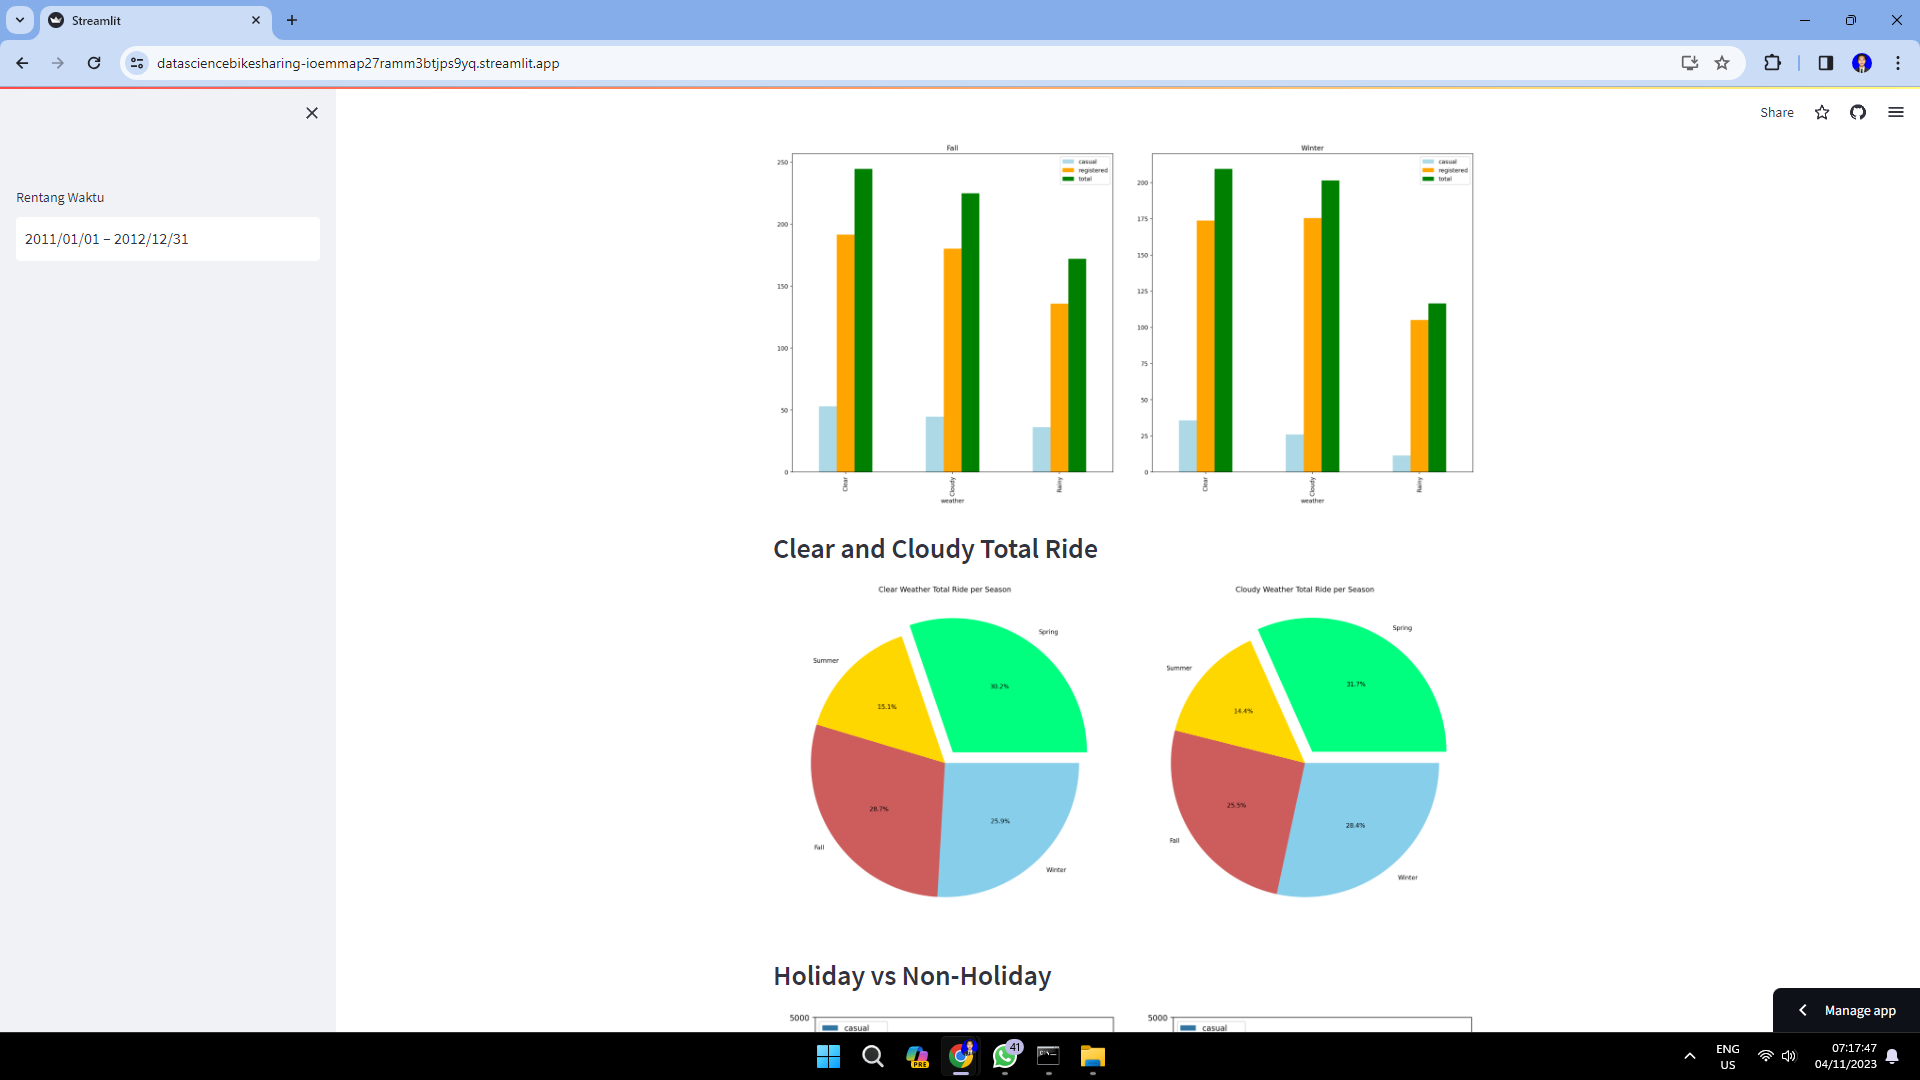 Streamlit
datasciencebikesharing-ioemmap27ramm3btjps9yq.streamlit.app
Share
Rentang Waktu
2011/01/01 – 2012/12/31
Fall
casual
registered
total
250
200
150
100
50
0
Clear
Cloudy
Rainy
weather
Winter
casual
registered
total
200
175
150
125
100
75
50
25
0
Clear
Cloudy
Rainy
weather
Clear and Cloudy Total Ride
Clear Weather Total Ride per Season
Spring
30.2%
Summer
15.1%
Fall
28.7%
Winter
25.9%
Cloudy Weather Total Ride per Season
Spring
31.7%
Summer
14.4%
Fall
25.5%
Winter
28.4%
Holiday vs Non-Holiday
5000
casual
5000
casual
Manage app
PRE
41
ENG
US
07:17:47
04/11/2023